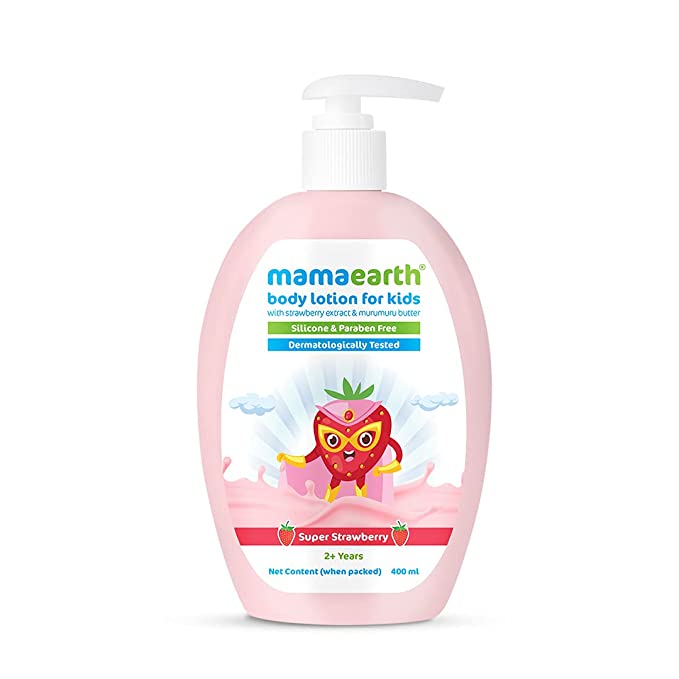 mamaearth®
body lotion for kids
with strawberry extract & murumuru butter
Silicone & Paraben Free
Dermatologically Tested
Super Strawberry
2+ Years
Net Content (when packed) 400 ml